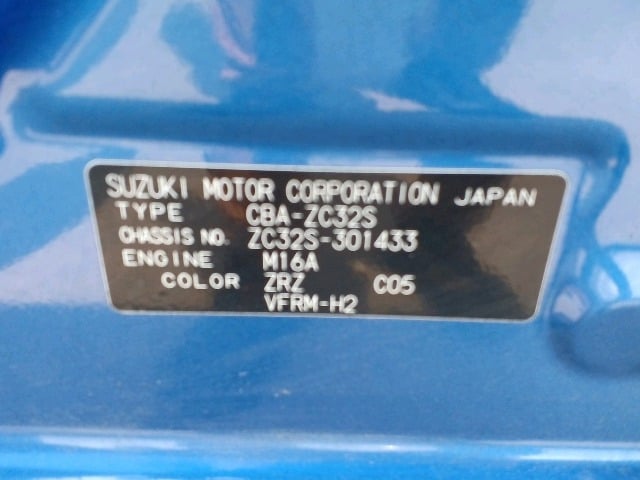 SUZUKI MOTOR CORPORATION JAPAN
TYPE CBA-ZC32S
CHASSIS NO. ZC32S-301433
ENGINE M16A
COLOR ZRZ C05
VFRM-H2